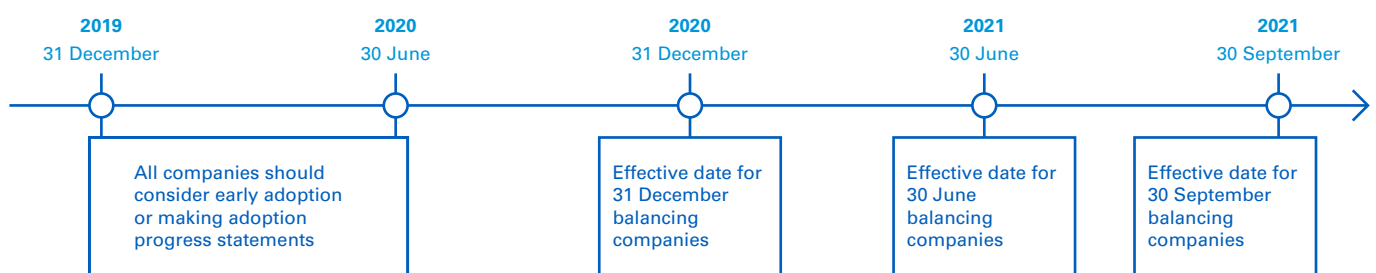 2019
31 December
2020
30 June
2020
31 December
2021
30 June
2021
30 September
All companies should
consider early adoption
or making adoption
progress statements
Effective date for
31 December
balancing
companies
Effective date for
30 June
balancing
companies
Effective date for
30 September
balancing
companies